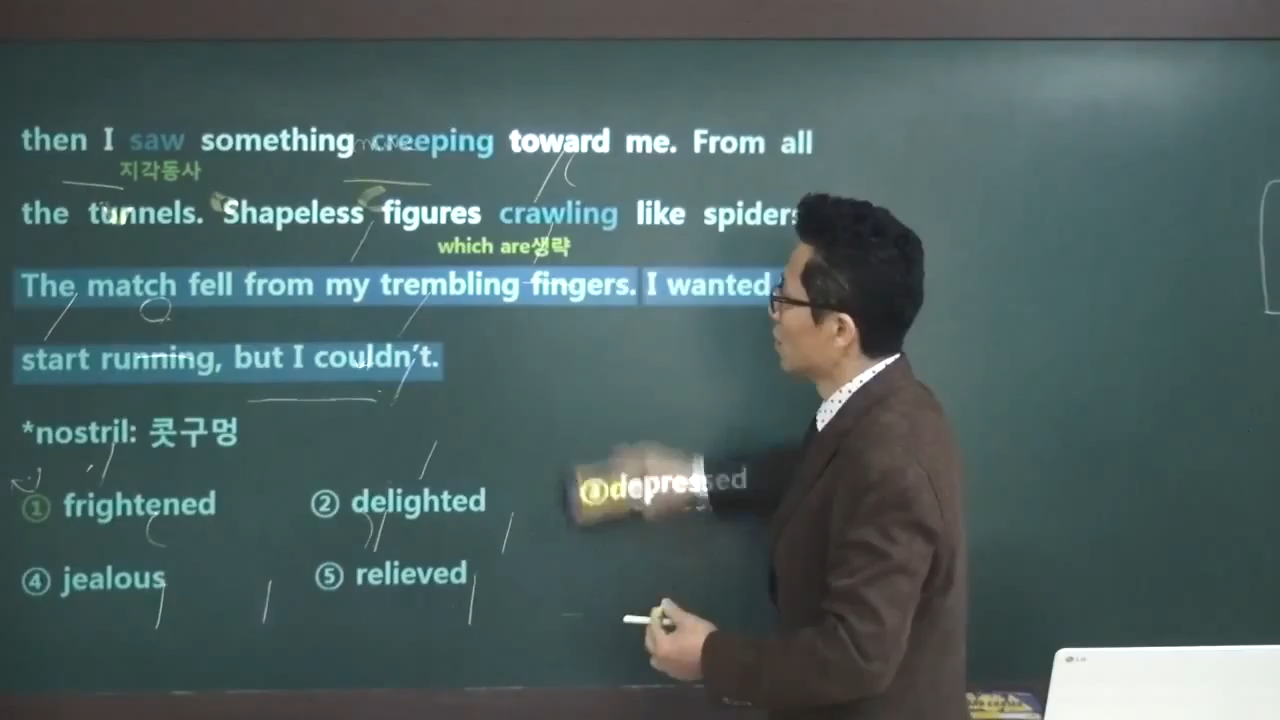 then I saw something creeping toward me. From all
지각동사
the tunnels. Shapeless figures crawling like spiders
which are생략
The match fell from my trembling fingers. I wanted
start running, but I couldn't.
*nostril: 콧구멍
① frightened ② delighted ③depressed
④ jealous ⑤ relieved
LG